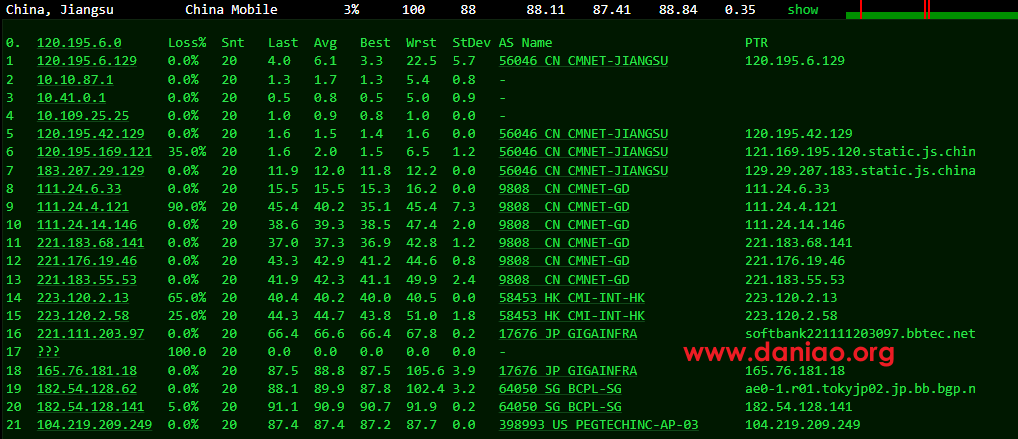 China, Jiangsu China Mobile 3% 100 88 88.11 87.41 88.84 0.35 show
0. 120.195.6.0 Loss% Snt Last Avg Best Wrst StDev AS Name PTR
1 120.195.6.129 0.0% 20 4.0 6.1 3.3 22.5 5.7 56046 CN CMNET-JIANGSU 120.195.6.129
2 10.10.87.1 0.0% 20 1.3 1.7 1.3 5.4 0.8 -
3 10.41.0.1 0.0% 20 0.5 0.8 0.5 5.0 0.9 -
4 10.109.25.25 0.0% 20 1.0 0.9 0.8 1.0 0.0 -
5 120.195.42.129 0.0% 20 1.6 1.5 1.4 1.6 0.0 56046 CN CMNET-JIANGSU 120.195.42.129
6 120.195.169.121 35.0% 20 1.6 2.0 1.5 6.5 1.2 56046 CN CMNET-JIANGSU 121.169.195.120.static.js.chin
7 183.207.29.129 0.0% 20 11.9 12.0 11.8 12.2 0.0 56046 CN CMNET-JIANGSU 129.29.207.183.static.js.china
8 111.24.6.33 0.0% 20 15.5 15.5 15.3 16.2 0.0 9808 CN CMNET-GD 111.24.6.33
9 111.24.4.121 90.0% 20 45.4 40.2 35.1 45.4 7.3 9808 CN CMNET-GD 111.24.4.121
10 111.24.14.146 0.0% 20 38.6 39.3 38.5 47.4 2.0 9808 CN CMNET-GD 111.24.14.146
11 221.183.68.141 0.0% 20 37.0 37.3 36.9 42.8 1.2 9808 CN CMNET-GD 221.183.68.141
12 221.176.19.46 0.0% 20 43.3 42.9 41.2 44.6 0.8 9808 CN CMNET-GD 221.176.19.46
13 221.183.55.53 0.0% 20 41.9 42.3 41.1 49.9 2.4 9808 CN CMNET-GD 221.183.55.53
14 223.120.2.13 65.0% 20 40.4 40.2 40.0 40.5 0.0 58453 HK CMI-INT-HK 223.120.2.13
15 223.120.2.58 25.0% 20 44.3 44.7 43.8 51.0 1.8 58453 HK CMI-INT-HK 223.120.2.58
16 221.111.203.97 0.0% 20 66.4 66.6 66.4 67.8 0.2 17676 JP GIGAINFRA softbank221111203097.bbtec.net
17 ??? 100.0 20 0.0 0.0 0.0 0.0 0.0 -
www.daniao.org
18 165.76.181.18 0.0% 20 87.5 88.8 87.5 105.6 3.9 17676 JP GIGAINFRA 165.76.181.18
19 182.54.128.62 0.0% 20 88.1 89.9 87.8 102.4 3.2 64050 SG BCPL-SG ae0-1.r01.tokyjp02.jp.bb.bgp.n
20 182.54.128.141 5.0% 20 91.1 90.9 90.7 91.9 0.2 64050 SG BCPL-SG 182.54.128.141
21 104.219.209.249 0.0% 20 87.4 87.4 87.2 87.7 0.0 398993 US PEGTECHINC-AP-03 104.219.209.249